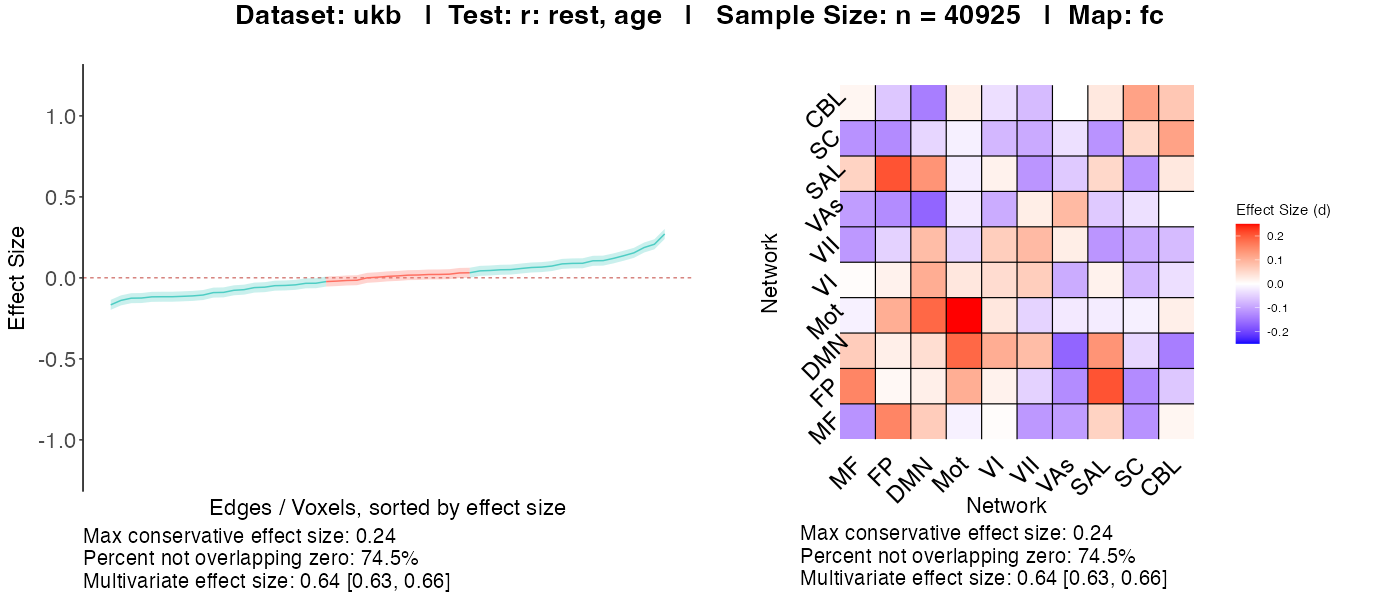 Dataset: ukb | Test: r: rest, age | Sample Size: n = 40925 | Map: fc
Effect Size
1.0
0.5
0.0
-0.5
-1.0
Edges / Voxels, sorted by effect size
Max conservative effect size: 0.24
Percent not overlapping zero: 74.5%
Multivariate effect size: 0.64 [0.63, 0.66]
Network
CBL
SC
SAL
VAs
VII
VI
Mot
DMN
FP
MF
MF FP DMN Mot VI VII VAs SAL SC CBL
Network
Max conservative effect size: 0.24
Percent not overlapping zero: 74.5%
Multivariate effect size: 0.64 [0.63, 0.66]
Effect Size (d)
0.2
0.1
0.0
-0.1
-0.2